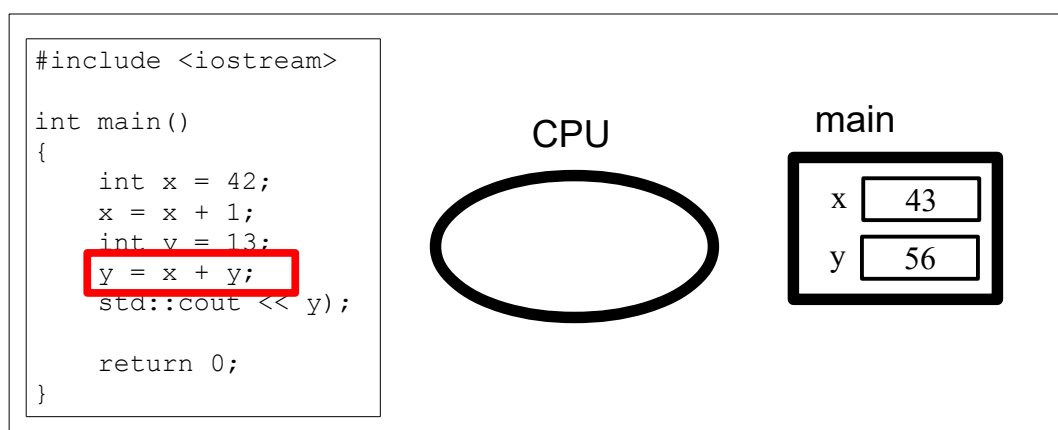 #include <iostream>
int main()
{
int x = 42;
x = x + 1;
int y = 13;
y = x + y;
std::cout << y);
return 0;
}
CPU
main
x 43
y 56